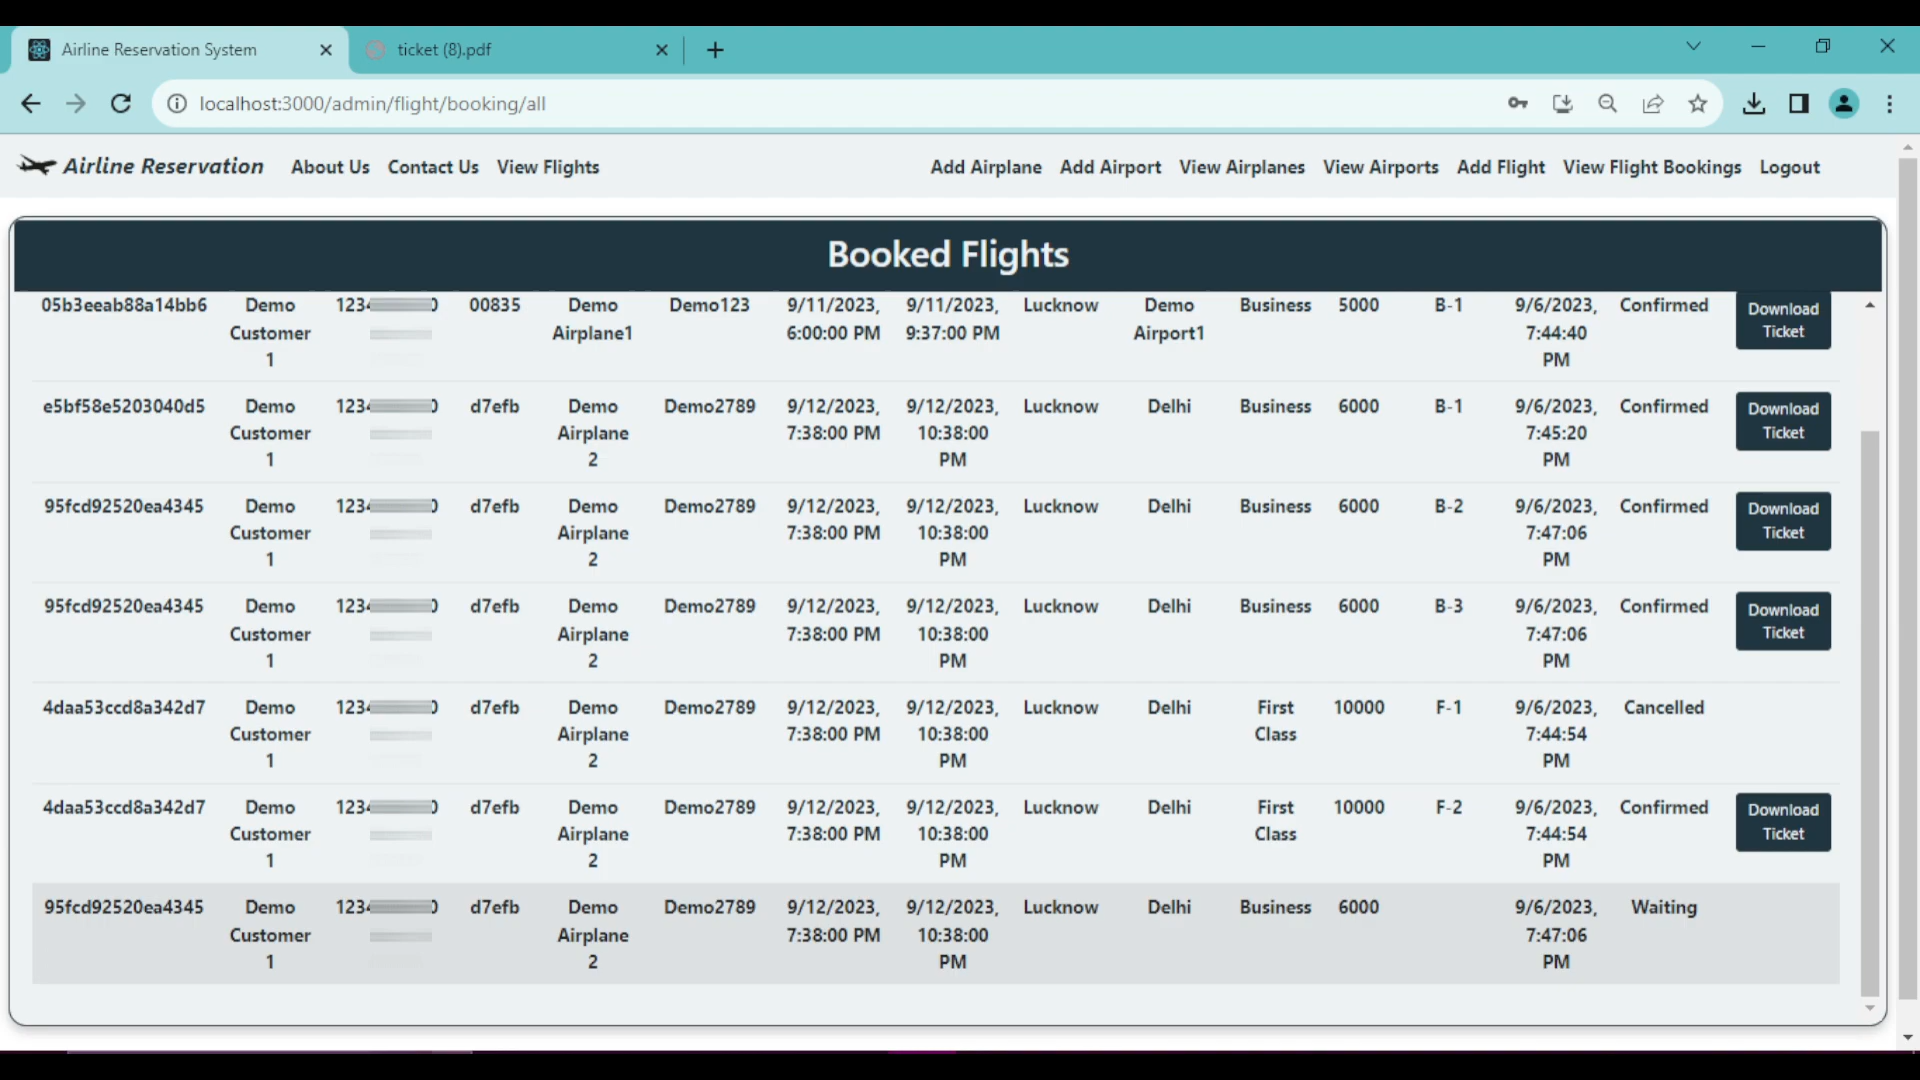 Airline Reservation System
ticket (8).pdf
localhost:3000/admin/flight/booking/all
Airline Reservation About Us Contact Us View Flights Add Airplane Add Airport View Airplanes View Airports Add Flight View Flight Bookings Logout
Booked Flights
05b3eeab88a14bb6 Demo 1234 0 00835 Demo Demo123 9/11/2023, 9/11/2023, Lucknow Demo Business 5000 B-1 9/6/2023, Confirmed Download
Customer Airplane1 6:00:00 PM 9:37:00 PM Airport1 7:44:40 Ticket
1 PM
e5bf58e5203040d5 Demo 1234 0 d7efb Demo Demo2789 9/12/2023, 9/12/2023, Lucknow Delhi Business 6000 B-1 9/6/2023, Confirmed Download
Customer Airplane 7:38:00 PM 10:38:00 7:45:20 Ticket
1 2 PM PM
95fcd92520ea4345 Demo 1234 0 d7efb Demo Demo2789 9/12/2023, 9/12/2023, Lucknow Delhi Business 6000 B-2 9/6/2023, Confirmed Download
Customer Airplane 7:38:00 PM 10:38:00 7:47:06 Ticket
1 2 PM PM
95fcd92520ea4345 Demo 1234 0 d7efb Demo Demo2789 9/12/2023, 9/12/2023, Lucknow Delhi Business 6000 B-3 9/6/2023, Confirmed Download
Customer Airplane 7:38:00 PM 10:38:00 7:47:06 Ticket
1 2 PM PM
4daa53ccd8a342d7 Demo 1234 0 d7efb Demo Demo2789 9/12/2023, 9/12/2023, Lucknow Delhi First 10000 F-1 9/6/2023, Cancelled
Customer Airplane 7:38:00 PM 10:38:00 Class 7:44:54
1 2 PM PM
4daa53ccd8a342d7 Demo 1234 0 d7efb Demo Demo2789 9/12/2023, 9/12/2023, Lucknow Delhi First 10000 F-2 9/6/2023, Confirmed Download
Customer Airplane 7:38:00 PM 10:38:00 Class 7:44:54 Ticket
1 2 PM PM
95fcd92520ea4345 Demo 1234 0 d7efb Demo Demo2789 9/12/2023, 9/12/2023, Lucknow Delhi Business 6000 9/6/2023, Waiting
Customer Airplane 7:38:00 PM 10:38:00 7:47:06
1 2 PM PM